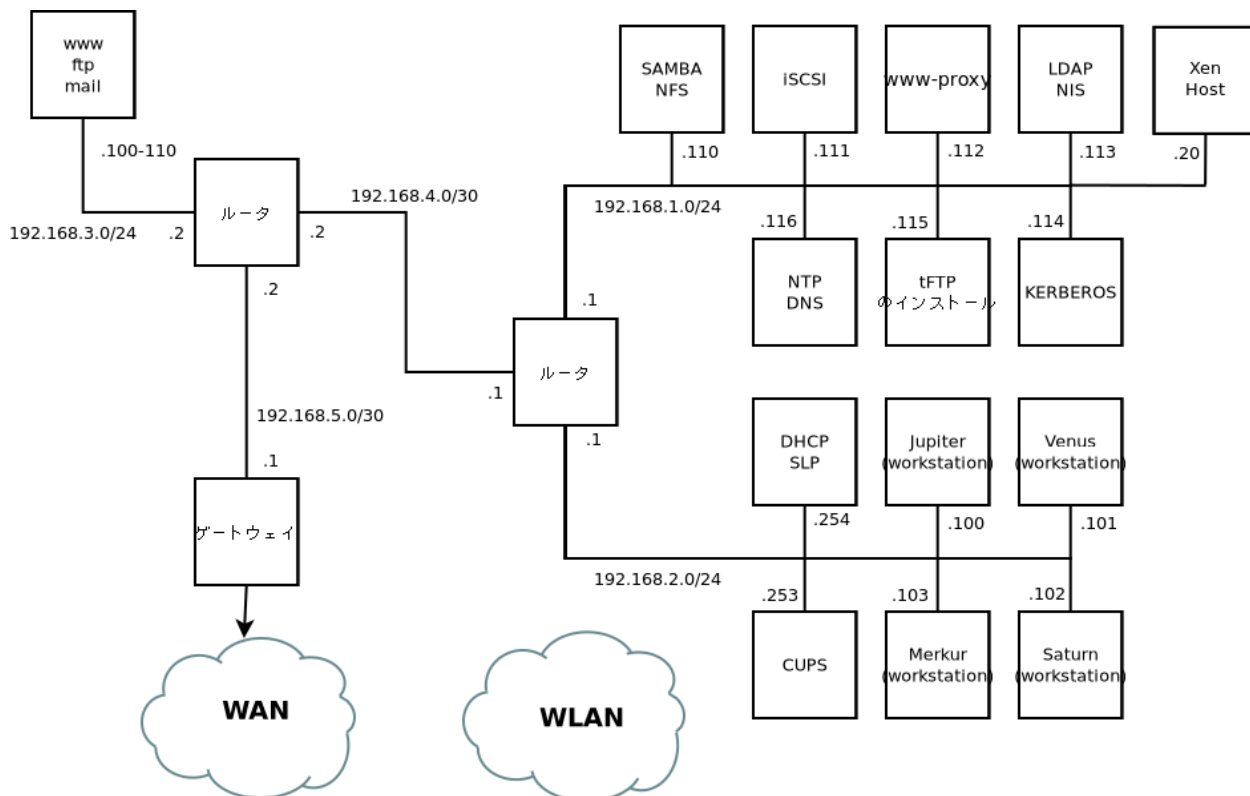 www
ftp
mail
.100-110
192.168.3.0/24
.2
ルータ
.2
.2
192.168.4.0/30
192.168.5.0/30
.1
ゲートウェイ
WAN
WLAN
.1
ルータ
.1
.1
SAMBA
NFS
.110
iSCSI
.111
www-proxy
.112
LDAP
NIS
.113
Xen
Host
.20
192.168.1.0/24
.116
NTP
DNS
.115
tFTP
のインストール
.114
KERBEROS
DHCP
SLP
.254
Jupiter
(workstation)
.100
Venus
(workstation)
.101
192.168.2.0/24
.253
CUPS
.103
Merkur
(workstation)
.102
Saturn
(workstation)